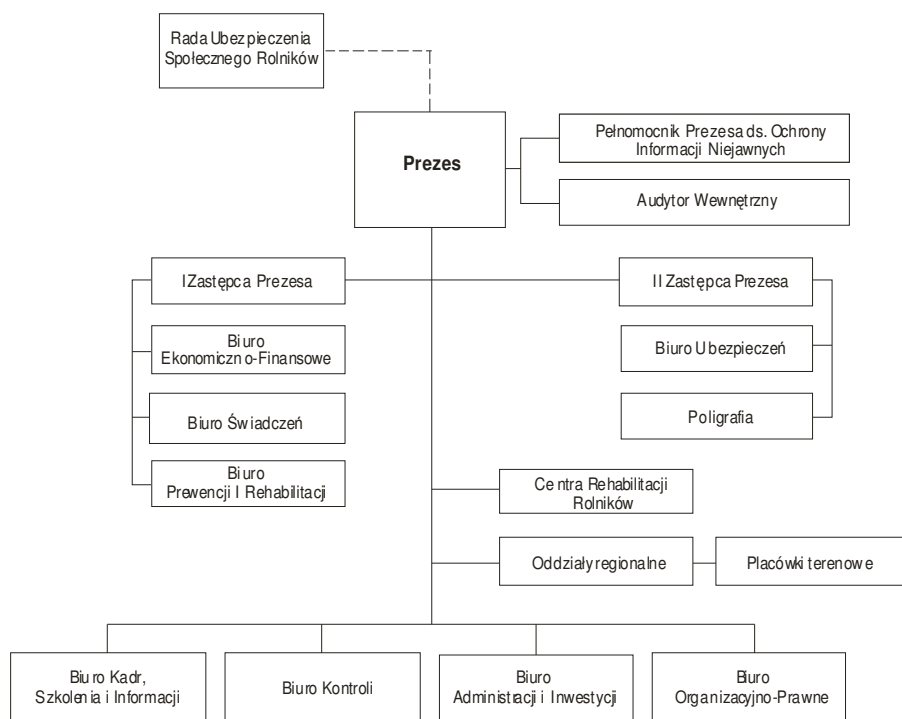 Rada Ubezpieczenia
Społecznego Rolników
Prezes
Pełnomocnik Prezesa ds. Ochrony
Informacji Niejawnych
Audytor Wewnętrzny
I Zastępca Prezesa
II Zastępca Prezesa
Biuro
Ekonomiczno-Finansowe
Biuro Ubezpieczeń
Biuro Świadczeń
Poligrafia
Biuro
Prewencji I Rehabilitacji
Centra Rehabilitacji
Rolników
Oddziały regionalne
Placówki terenowe
Biuro Kadr,
Szkolenia i Informacji
Biuro Kontroli
Biuro
Administracji i Inwestycji
Biuro
Organizacyjno-Prawne